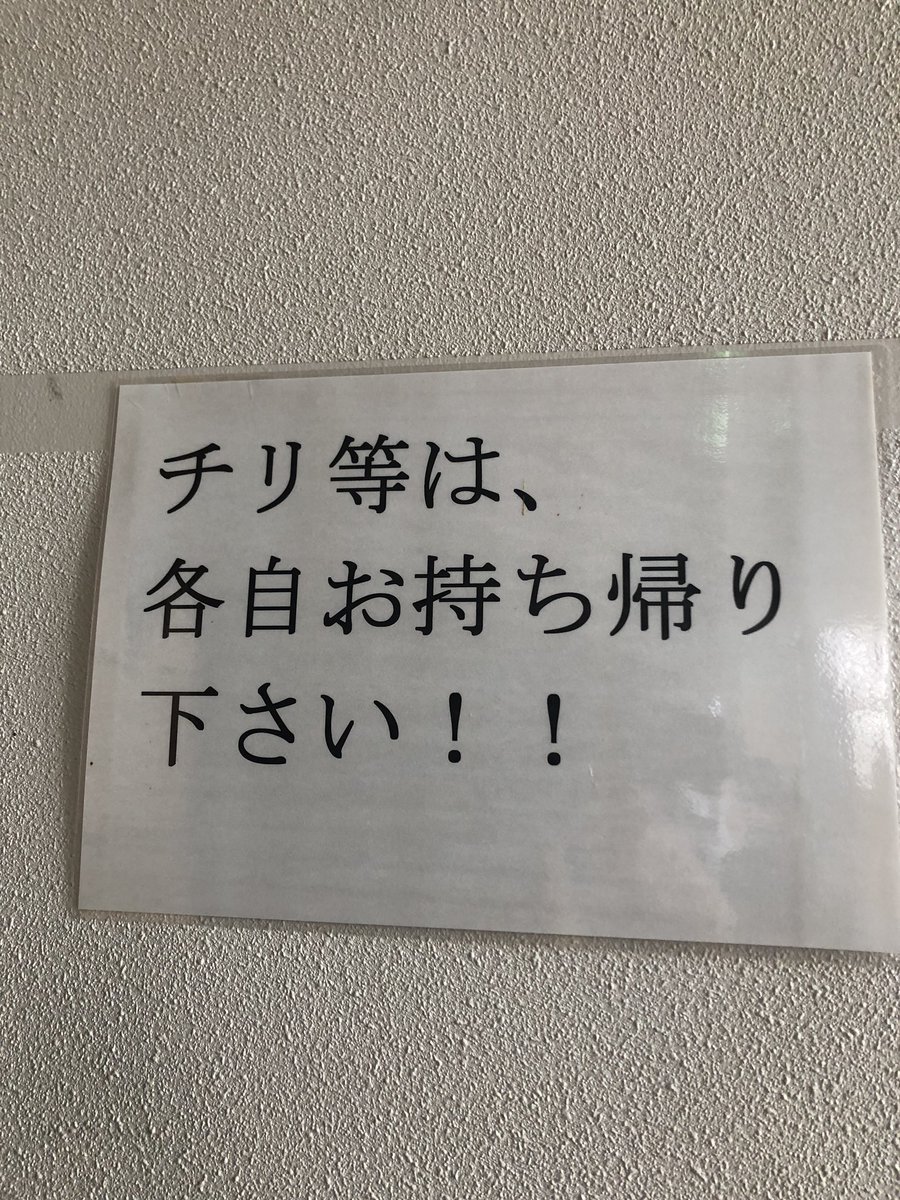 チリ等は、
各自お持ち帰り
下さい！！